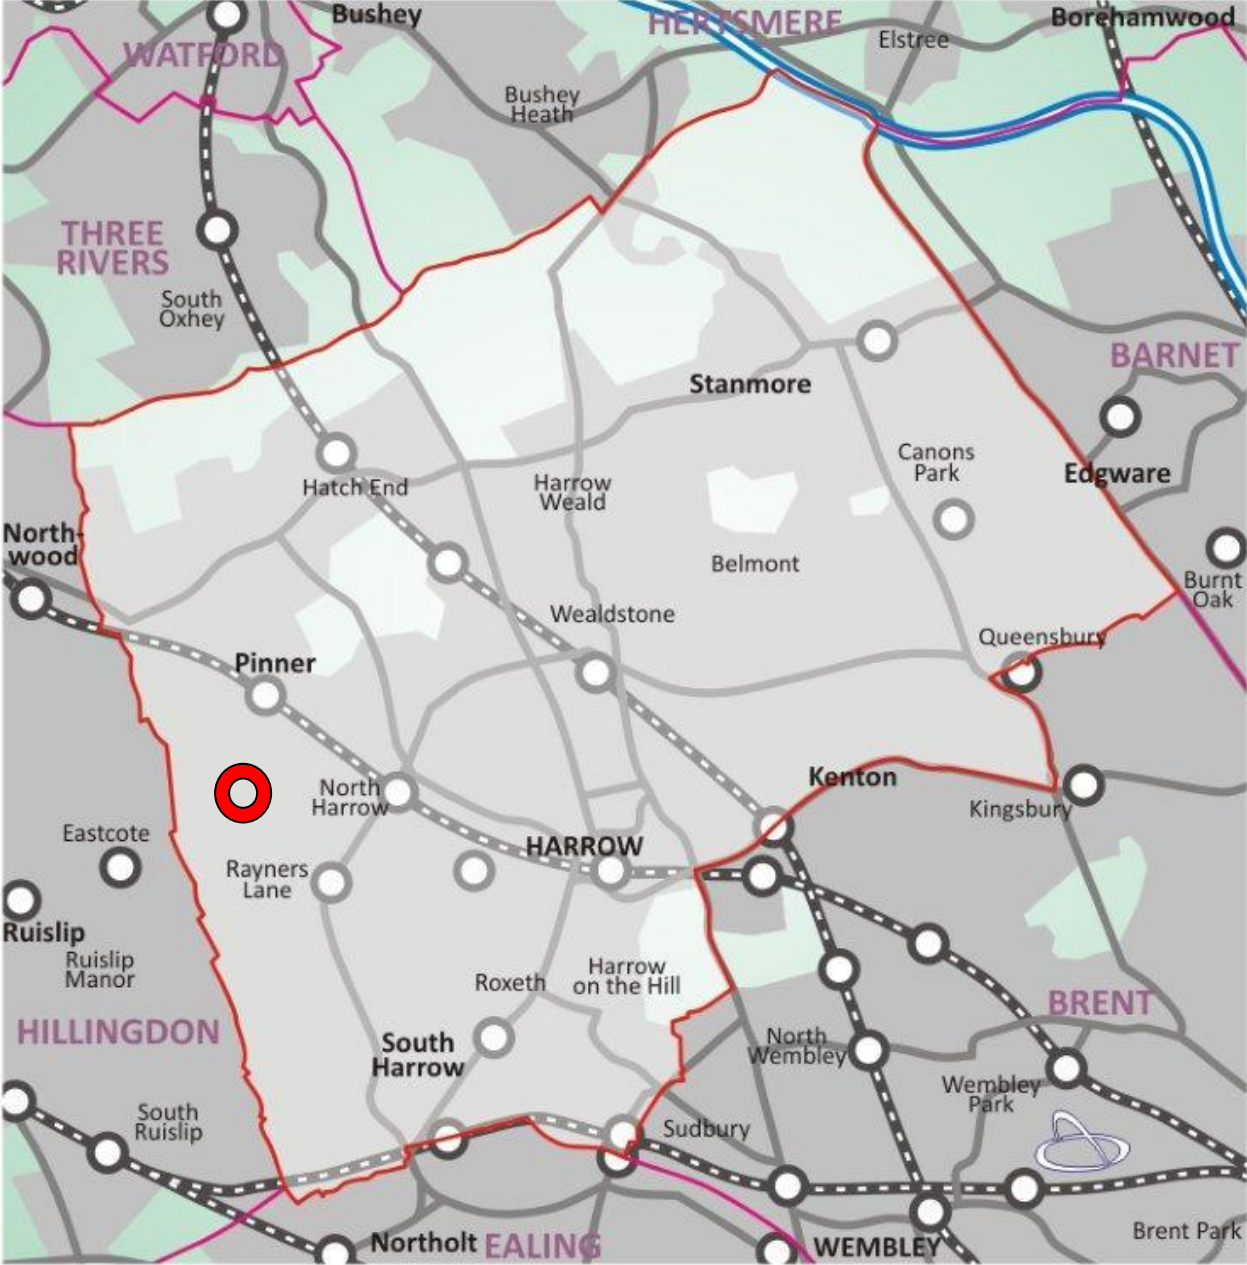 Bushey
HERTSMERE
Borehamwood
Elstree
WATFORD
Bushey
Heath
THREE
RIVERS
South
Oxhey
BARNET
Stanmore
Canons
Park
Edgware
Hatch End
Harrow
Weald
North-
wood
Belmont
Burnt
Oak
Wealdstone
Queensbury
Pinner
Kenton
North
Harrow
Kingsbury
Eastcote
HARROW
Rayners
Lane
Ruislip
Ruislip
Manor
Roxeth
Harrow
on the Hill
BRENT
HILLINGDON
South
Harrow
North
Wembley
Wembley
Park
South
Ruislip
Sudbury
Brent Park
Northolt
EALING
WEMBLEY